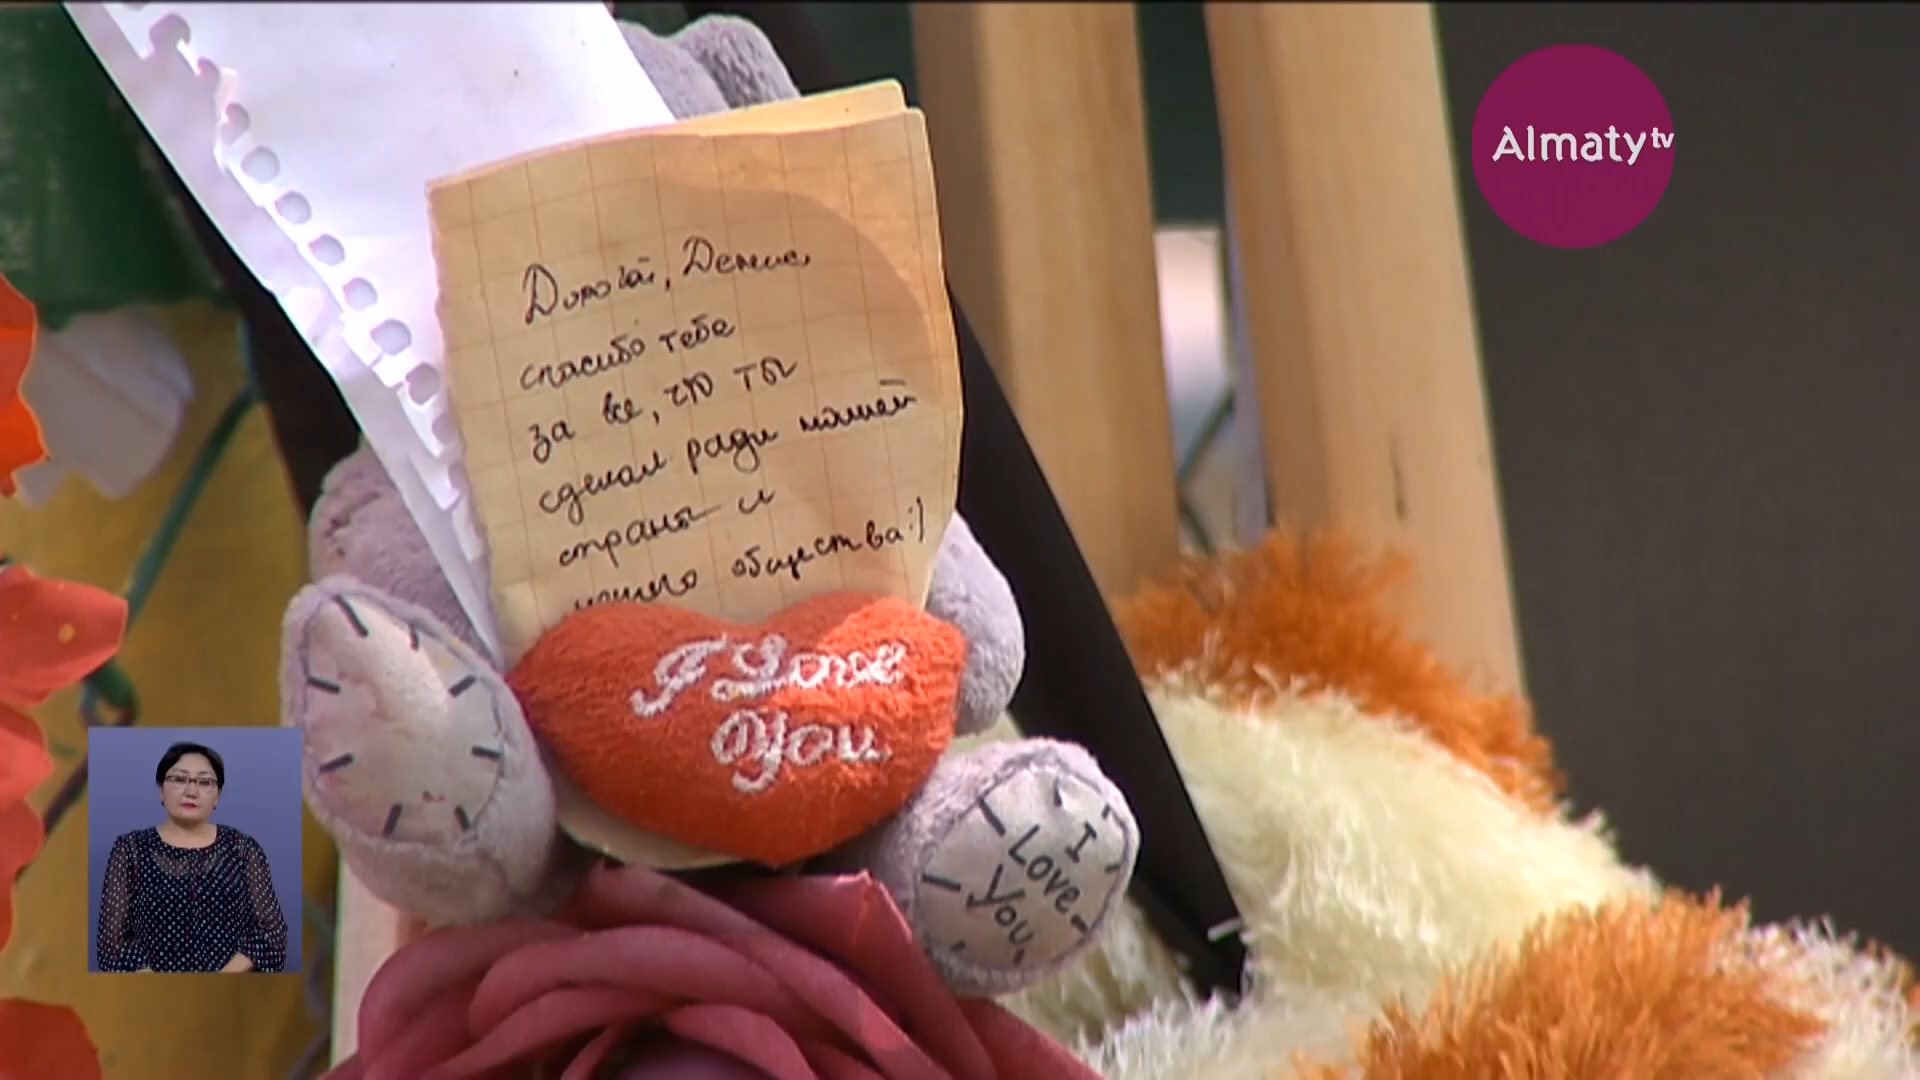 Almaty tv
Дорогой, Денис,
спасибо тебе
за все, что ты
сделал ради нашей
страны и
нашего общества:)
I Love
You
I
Love
You